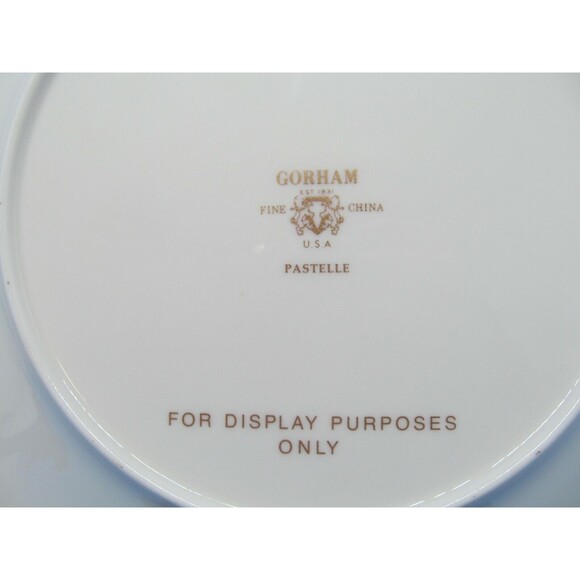 GORHAM
EST 1831
FINE CHINA
U.S.A
PASTELLE
FOR DISPLAY PURPOSES
ONLY